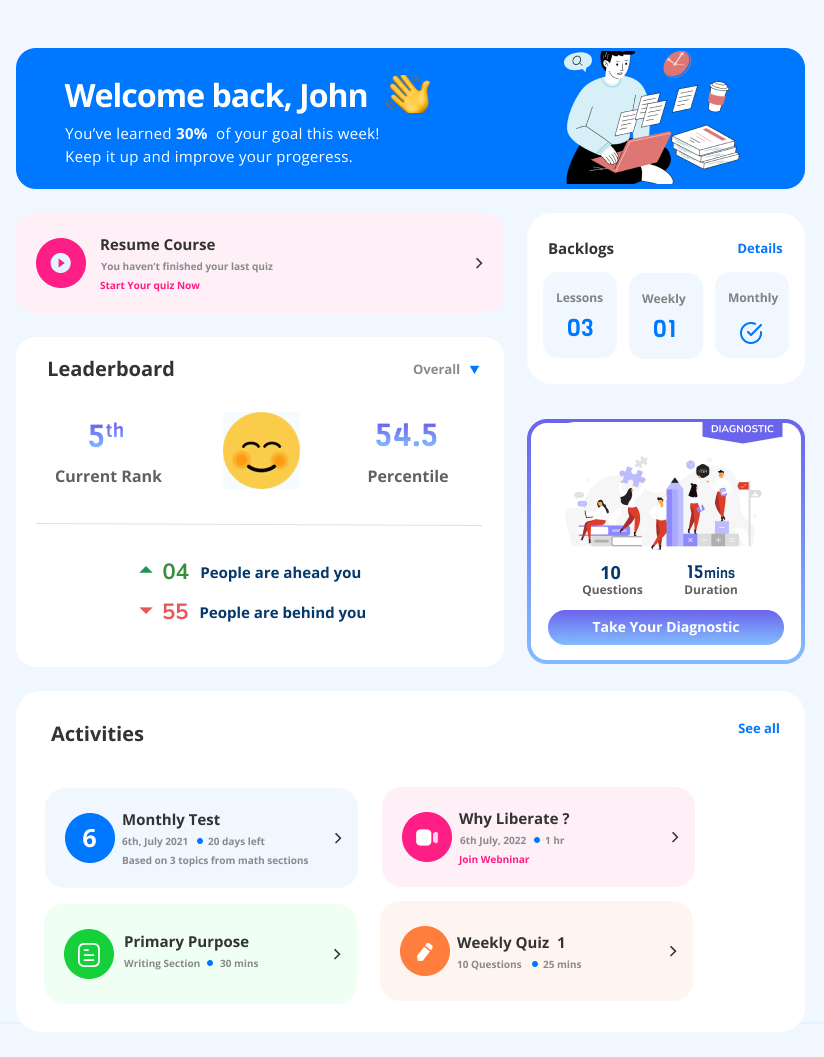 Welcome back, John
You've learned 30% of your goal this week!
Keep it up and improve your progeress.
Resume Course
You haven't finished your last quiz
Start Your quiz Now
Backlogs
Details
Lessons
03
Weekly
01
Monthly
Leaderboard
Overall
5th
Current Rank
54.5
Percentile
04 People are ahead you
55 People are behind you
DIAGNOSTIC
10
Questions
15mins
Duration
Take Your Diagnostic
Activities
See all
6
Monthly Test
6th, July 2021 20 days left
Based on 3 topics from math sections
Why Liberate ?
6th July, 2022 1 hr
Join Webninar
Primary Purpose
Writing Section 30 mins
Weekly Quiz 1
10 Questions 25 mins